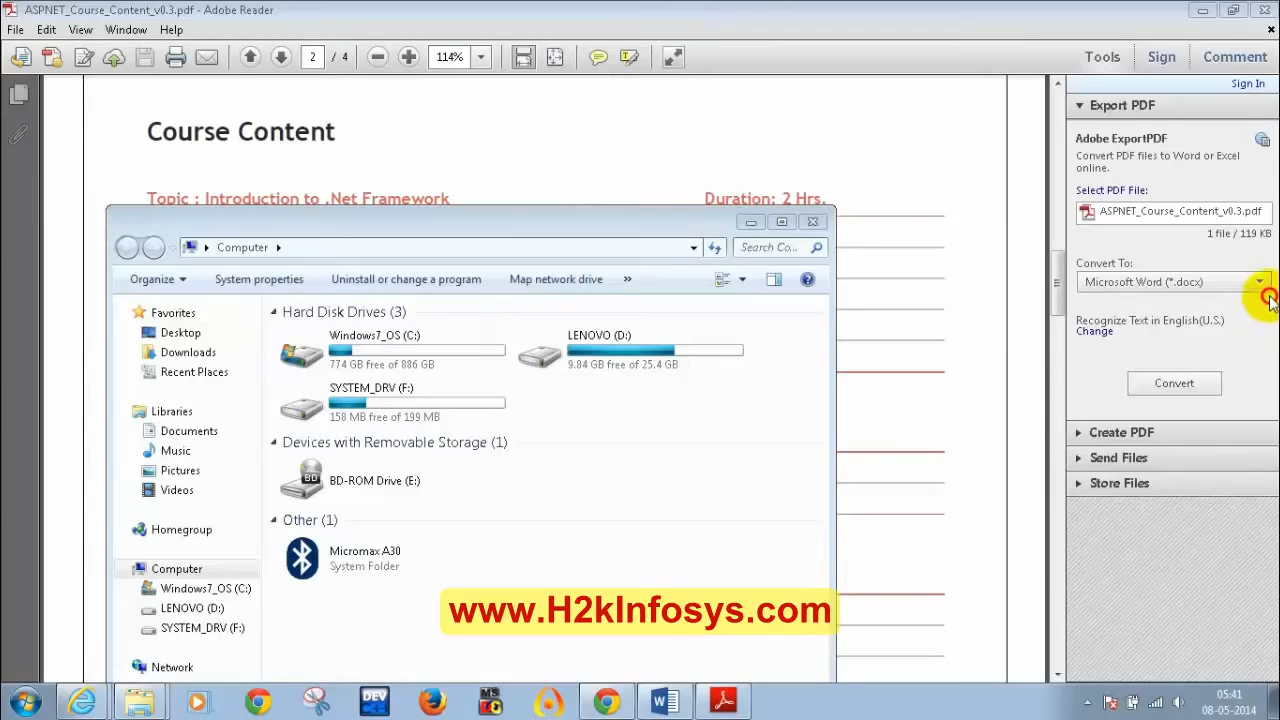 ASPNET_Course_Content_v0.3.pdf - Adobe Reader
File Edit View Window Help
2 / 4 114% Tools Sign Comment
Sign In
Course Content
Topic : Introduction to .Net Framework Duration: 2 Hrs.
Export PDF
Adobe ExportPDF
Convert PDF files to Word or Excel
online.
Select PDF File:
ASPNET_Course_Content_v0.3.pdf
1 file / 119 KB
Convert To:
Microsoft Word (*.docx)
Recognize Text in English(U.S.)
Change
Convert
Create PDF
Send Files
Store Files
Computer
Search Co...
Organize System properties Uninstall or change a program Map network drive »
Favorites
Desktop
Downloads
Recent Places
Libraries
Documents
Music
Pictures
Videos
Homegroup
Computer
Windows7_OS (C:)
LENOVO (D:)
SYSTEM_DRV (F:)
Network
Hard Disk Drives (3)
Windows7_OS (C:)
774 GB free of 886 GB
LENOVO (D:)
9.84 GB free of 25.4 GB
SYSTEM_DRV (F:)
158 MB free of 199 MB
Devices with Removable Storage (1)
BD
BD-ROM Drive (E:)
Other (1)
Micromax A30
System Folder
www.H2kInfosys.com
DEV
MS
05:41
08-05-2014